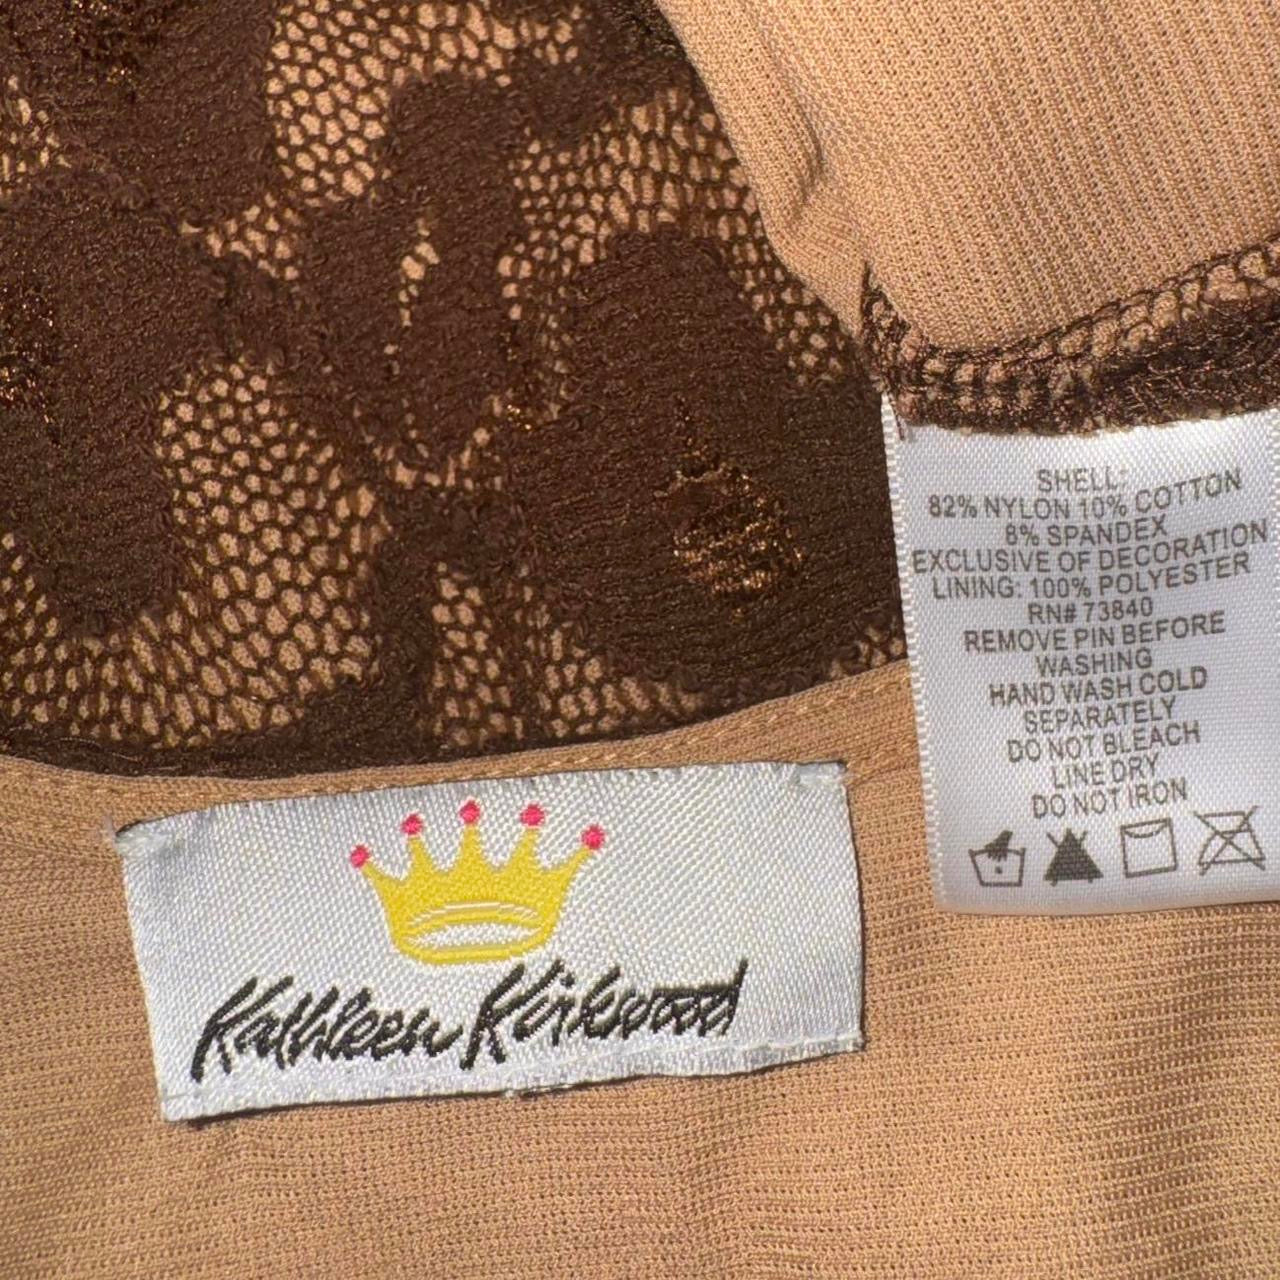 SHELL:
82% NYLON 10% COTTON
8% SPANDEX
EXCLUSIVE OF DECORATION
LINING: 100% POLYESTER
RN# 73840
REMOVE PIN BEFORE
WASHING
HAND WASH COLD
SEPARATELY
DO NOT BLEACH
LINE DRY
DO NOT IRON
Kathleen Kirkwood